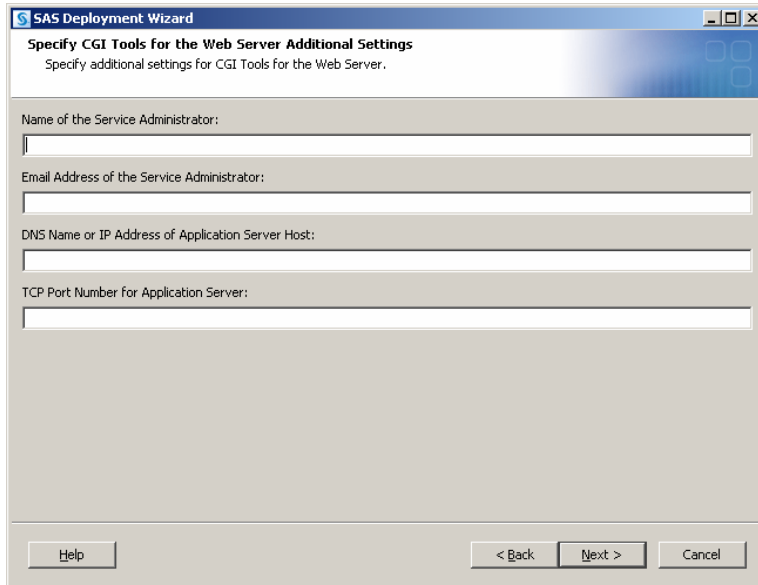 SAS Deployment Wizard
Specify CGI Tools for the Web Server Additional Settings
Specify additional settings for CGI Tools for the Web Server.
Name of the Service Administrator:
Email Address of the Service Administrator:
DNS Name or IP Address of Application Server Host:
TCP Port Number for Application Server:
Help
< Back
Next >
Cancel